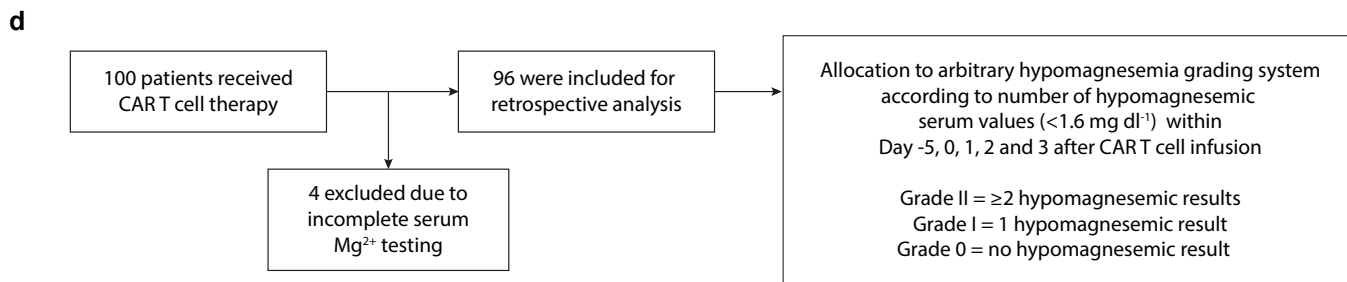 d
100 patients received
CAR T cell therapy
96 were included for
retrospective analysis
4 excluded due to
incomplete serum
Mg²⁺ testing
Allocation to arbitrary hypomagnesemia grading system
according to number of hypomagnesemic
serum values (<1.6 mg dl⁻¹) within
Day -5, 0, 1, 2 and 3 after CAR T cell infusion
Grade II = ≥2 hypomagnesemic results
Grade I = 1 hypomagnesemic result
Grade 0 = no hypomagnesemic result